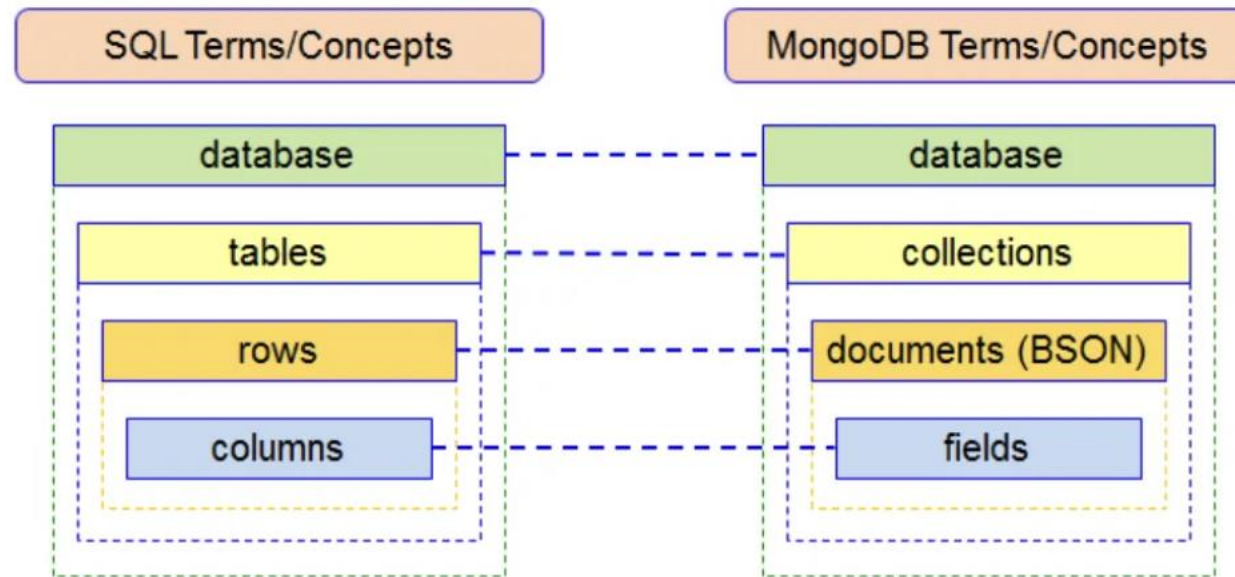 SQL Terms/Concepts
MongoDB Terms/Concepts
database
database
tables
collections
rows
documents (BSON)
columns
fields